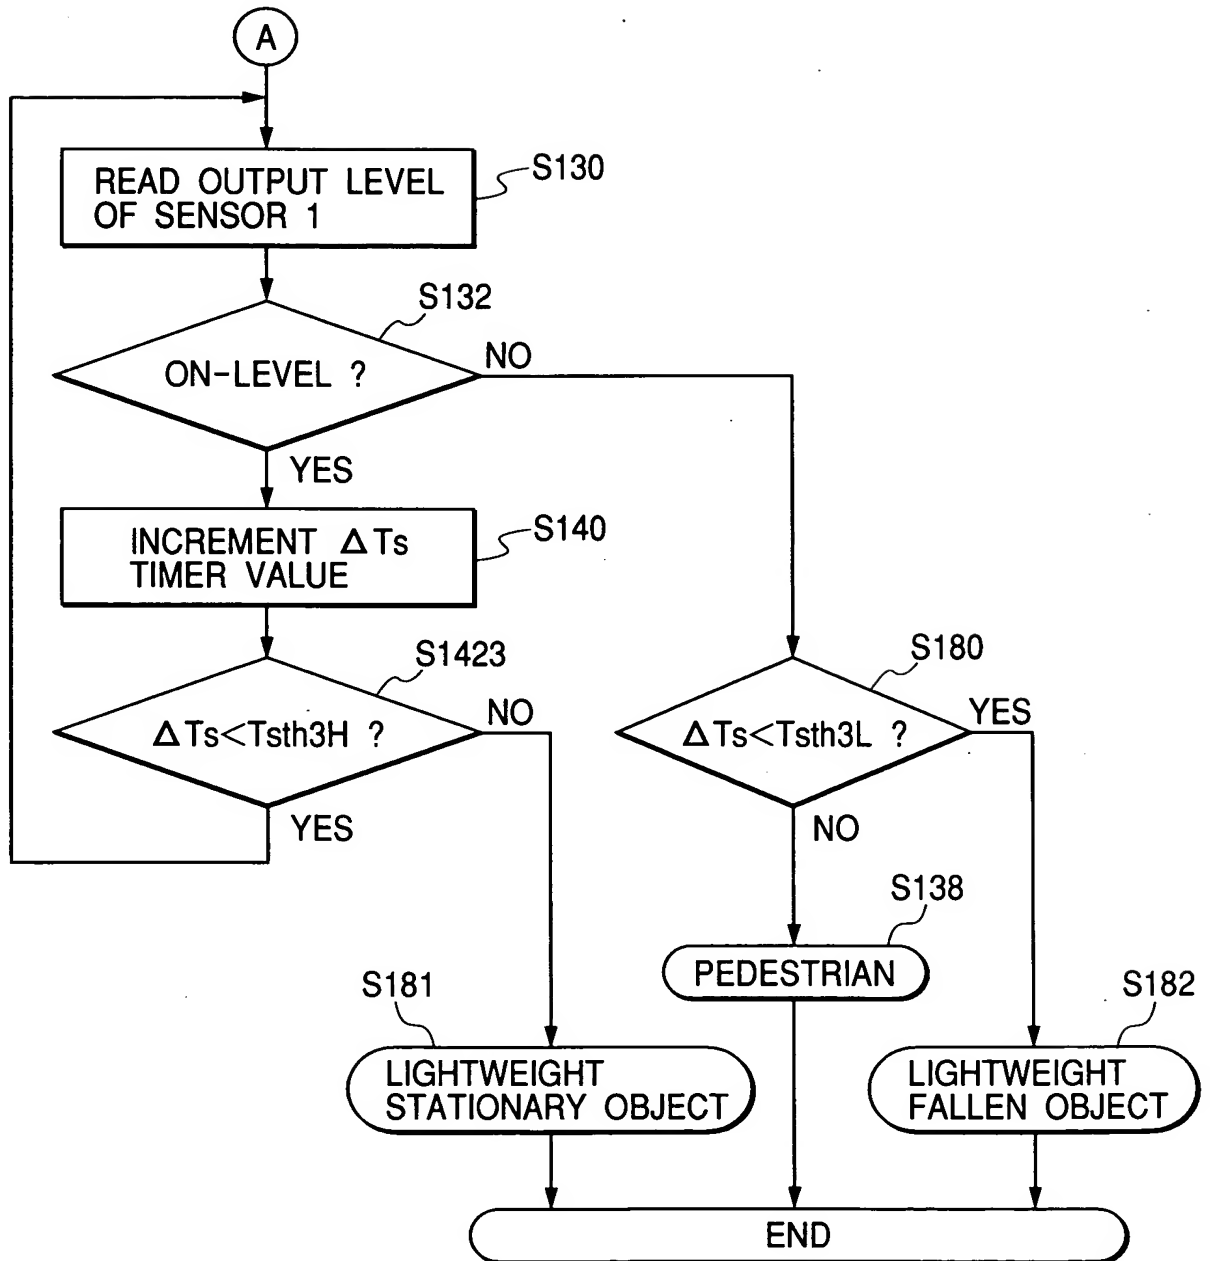 A
READ OUTPUT LEVEL
OF SENSOR 1
S130
S132
ON-LEVEL ?
NO
YES
INCREMENT ΔTs
TIMER VALUE
S140
S1423
ΔTs<Tsth3H ?
NO
YES
S180
ΔTs<Tsth3L ?
YES
NO
S138
PEDESTRIAN
S181
LIGHTWEIGHT
STATIONARY OBJECT
S182
LIGHTWEIGHT
FALLEN OBJECT
END